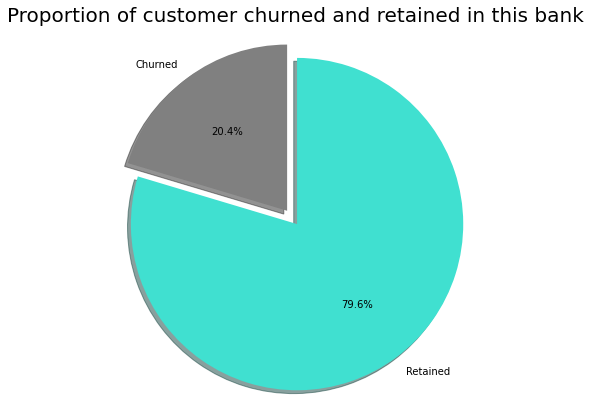 Proportion of customer churned and retained in this bank
Churned
20.4%
79.6%
Retained